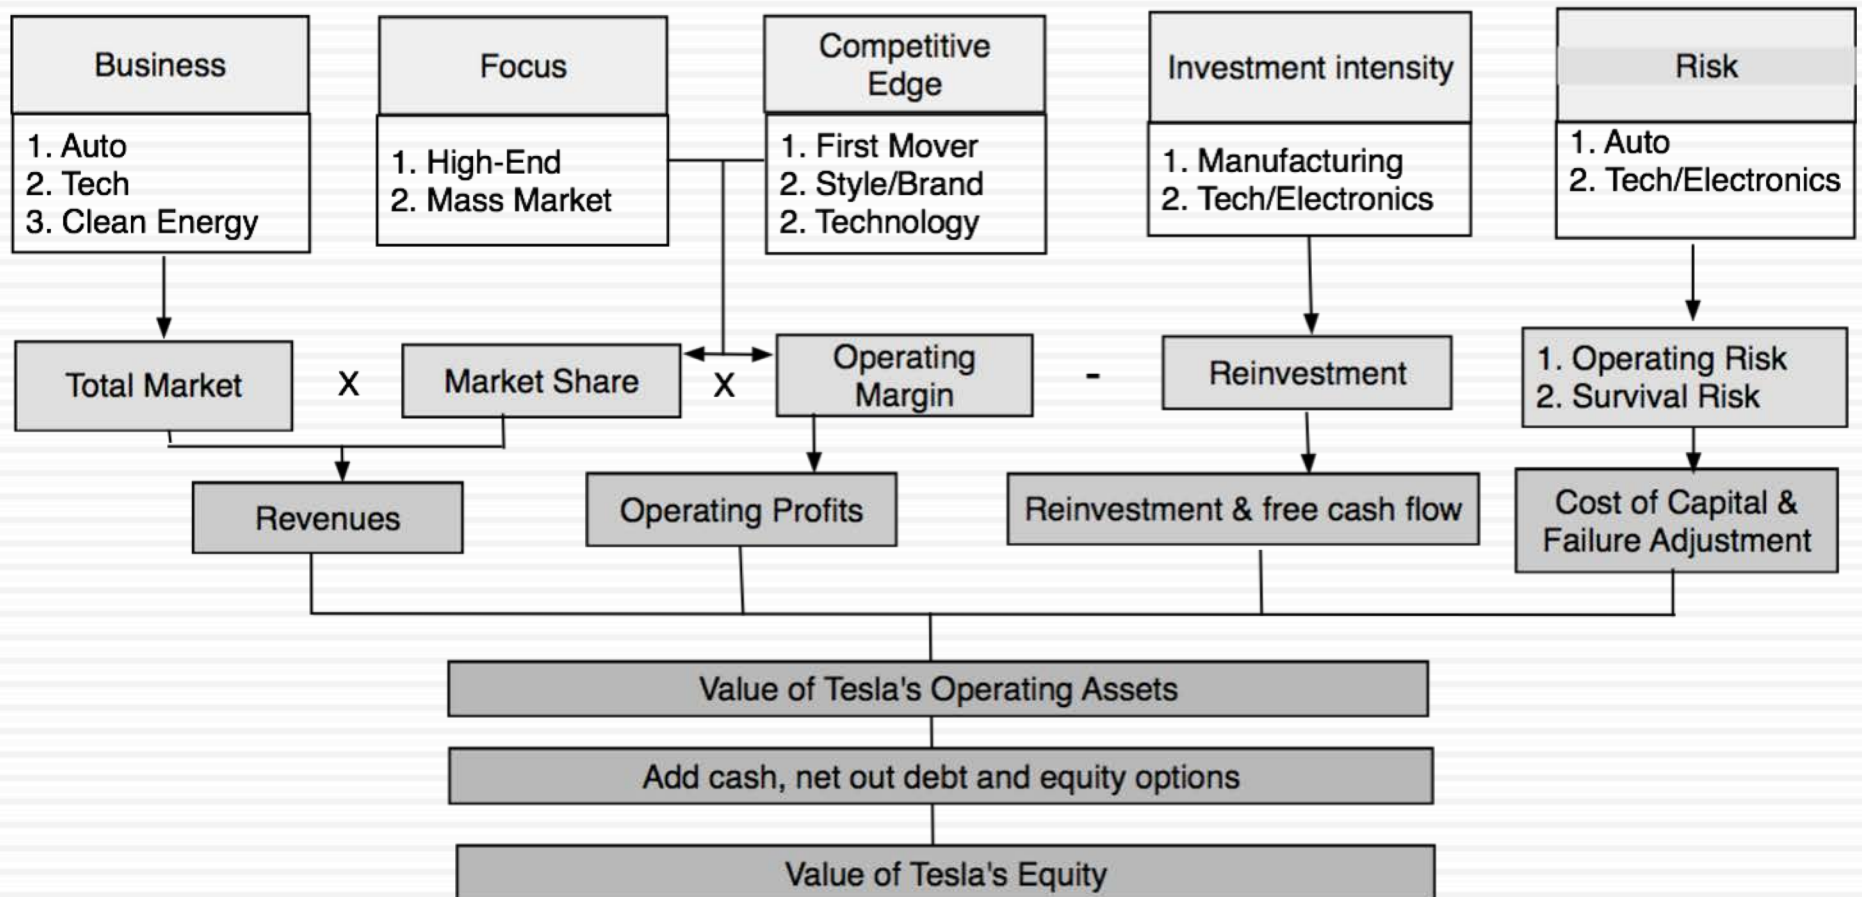 Business
1. Auto
2. Tech
3. Clean Energy
Focus
1. High-End
2. Mass Market
Competitive
Edge
1. First Mover
2. Style/Brand
2. Technology
Investment intensity
1. Manufacturing
2. Tech/Electronics
Risk
1. Auto
2. Tech/Electronics
Total Market
X
Market Share
X
Operating
Margin
-
Reinvestment
1. Operating Risk
2. Survival Risk
Revenues
Operating Profits
Reinvestment & free cash flow
Cost of Capital &
Failure Adjustment
Value of Tesla's Operating Assets
Add cash, net out debt and equity options
Value of Tesla's Equity